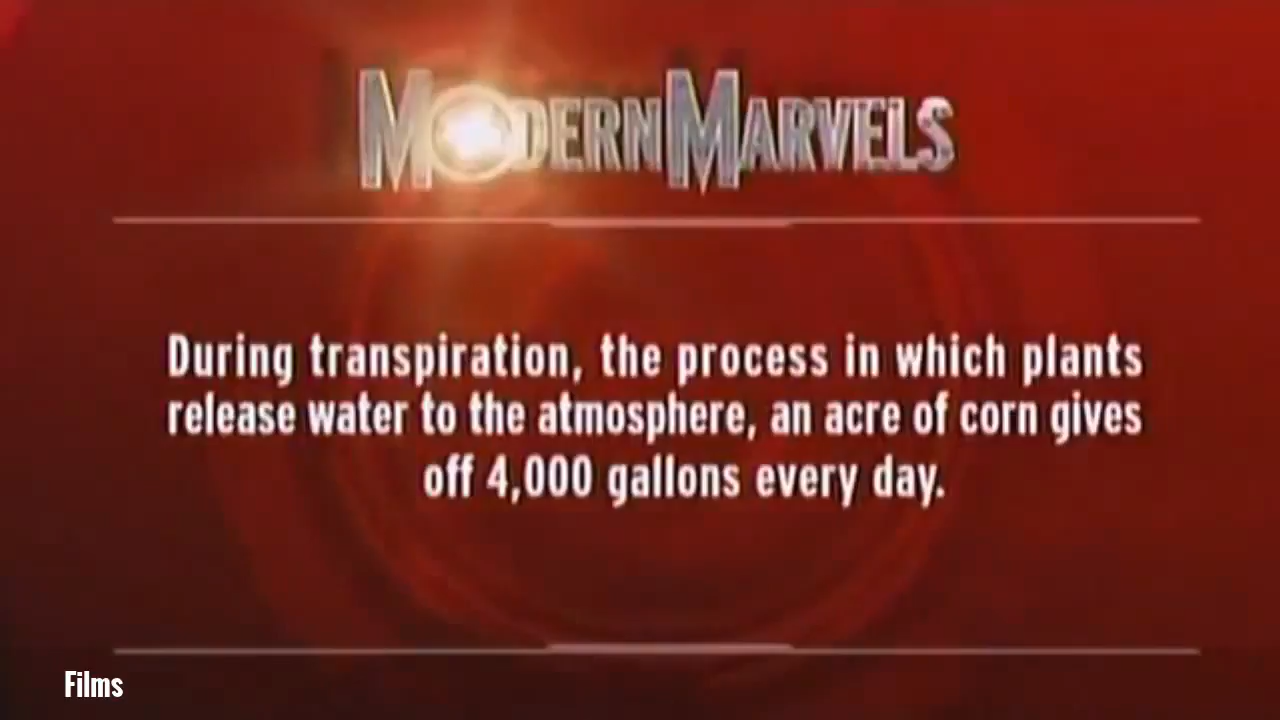 MODERN MARVELS
During transpiration, the process in which plants
release water to the atmosphere, an acre of corn gives
off 4,000 gallons every day.
Films